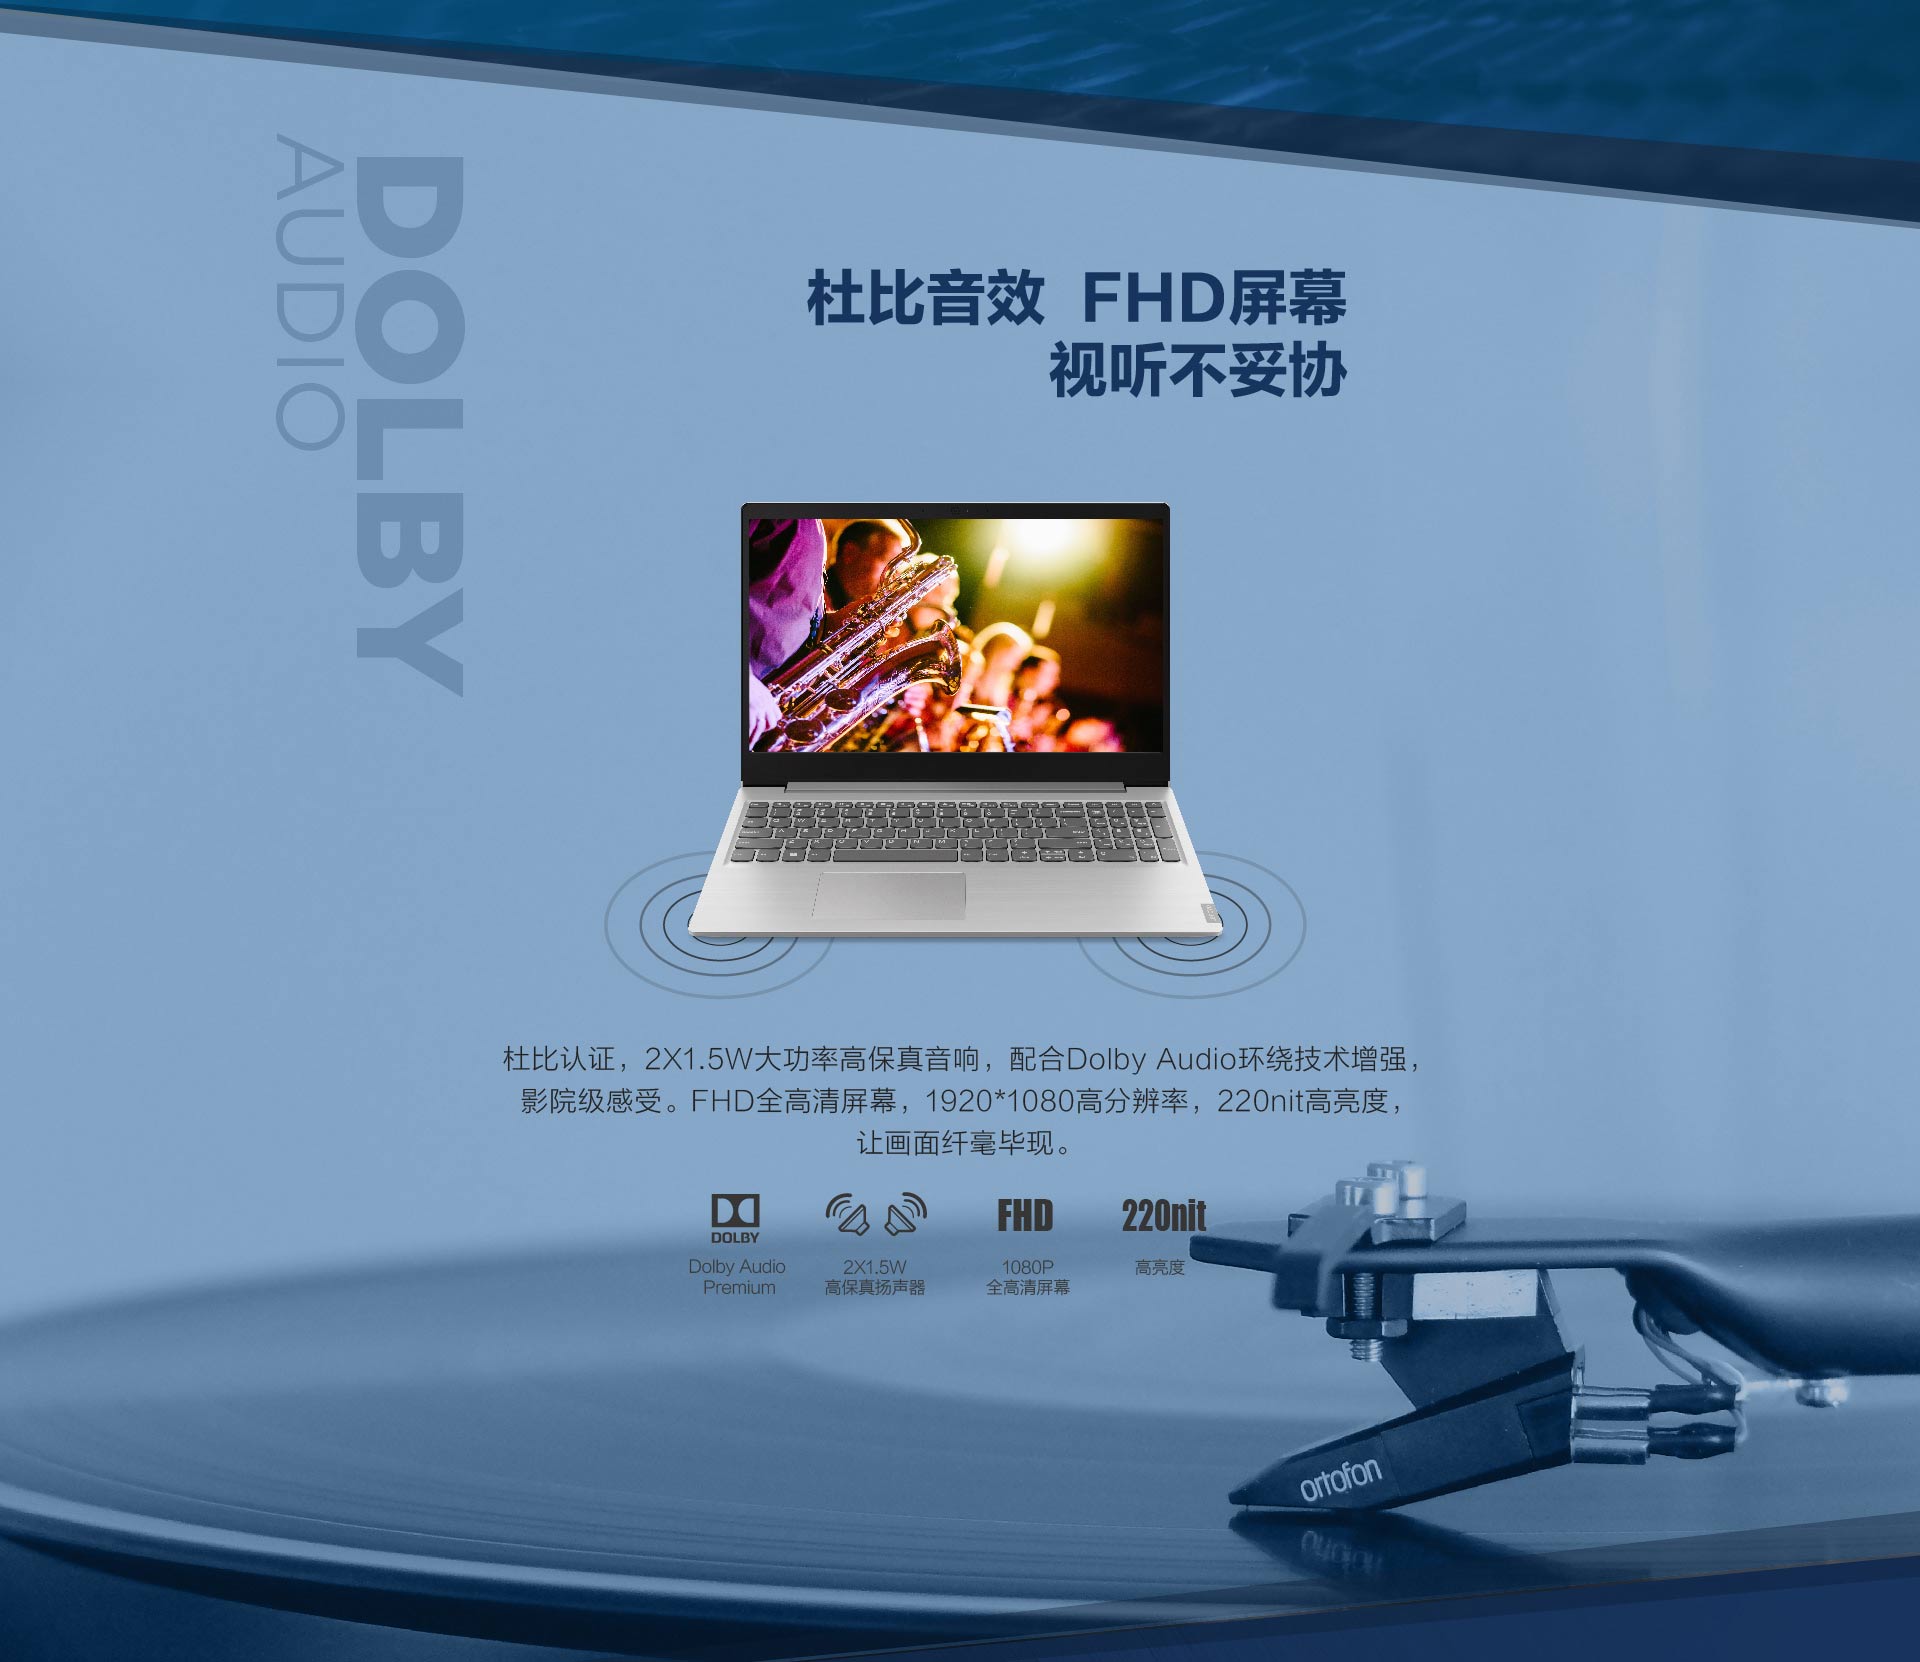 DOLBY
AUDIO
杜比音效 FHD屏幕
视听不妥协
杜比认证，2X1.5W大功率高保真音响，配合Dolby Audio环绕技术增强，
影院级感受。FHD全高清屏幕，1920*1080高分辨率，220nit高亮度，
让画面纤毫毕现。
DOLBY
Dolby Audio
Premium
2X1.5W
高保真扬声器
FHD
1080P
全高清屏幕
220nit
高亮度
ortofon